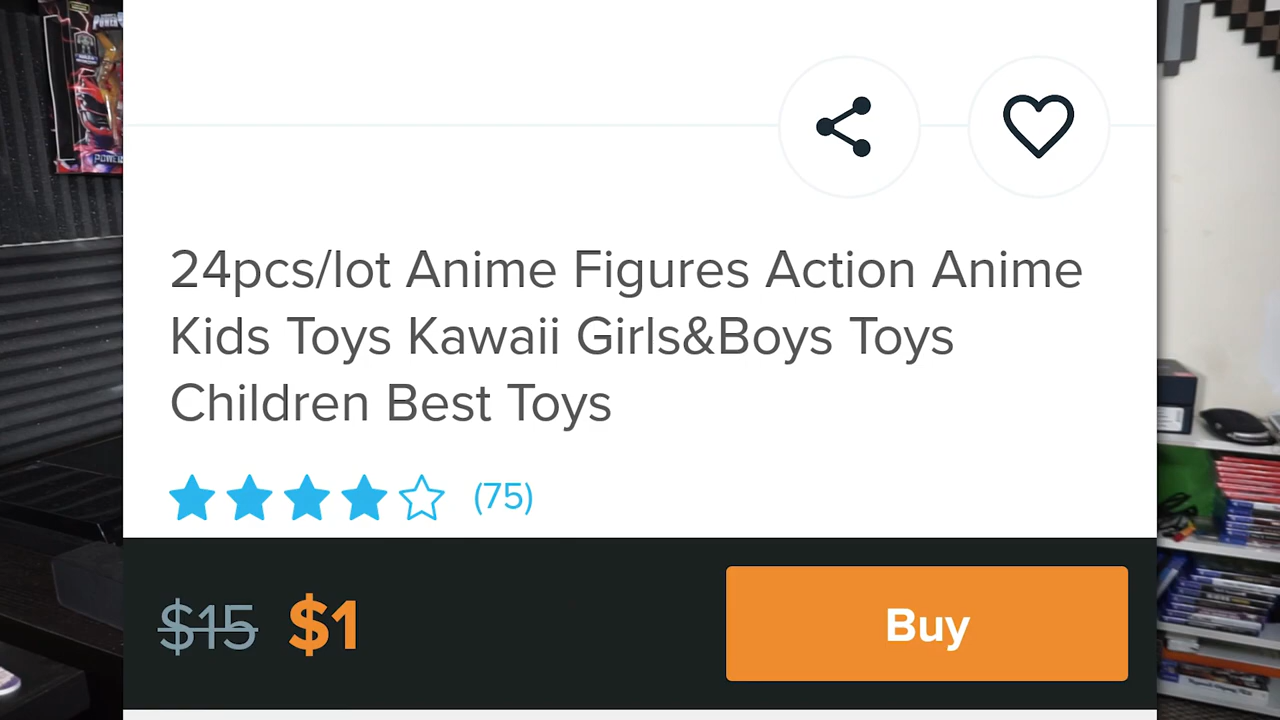 24pcs/lot Anime Figures Action Anime
Kids Toys Kawaii Girls&Boys Toys
Children Best Toys
(75)
$15 $1
Buy